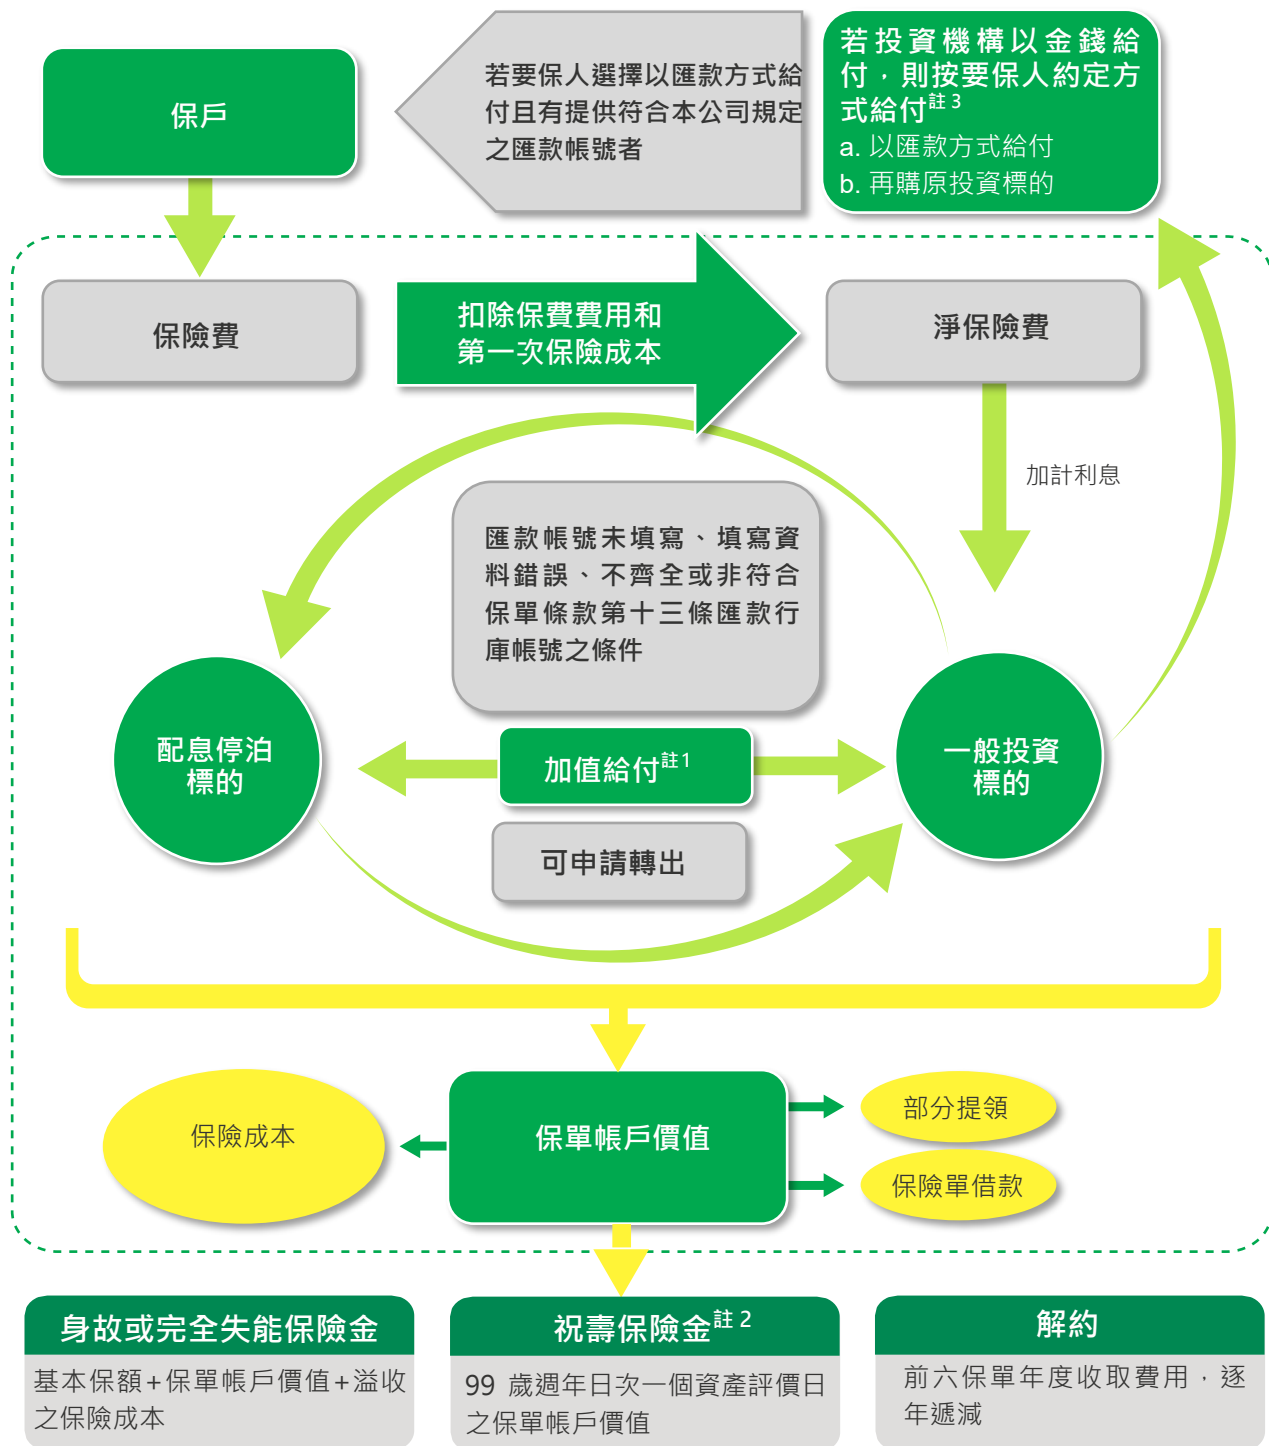 保戶
若要保人選擇以匯款方式給
付且有提供符合本公司規定
之匯款帳號者
若投資機構以金錢給
付，則按要保人約定方
式給付註3
a. 以匯款方式給付
b. 再購原投資標的
保險費
扣除保費費用和
第一次保險成本
淨保險費
加計利息
匯款帳號未填寫、填寫資
料錯誤、不齊全或非符合
保單條款第十三條匯款行
庫帳號之條件
配息停泊
標的
加值給付註1
一般投資
標的
可申請轉出
保險成本
保單帳戶價值
部分提領
保險單借款
身故或完全失能保險金
基本保額+保單帳戶價值+溢收
之保險成本
祝壽保險金註2
99 歲週年日次一個資產評價日
之保單帳戶價值
解約
前六保單年度收取費用，逐
年遞減